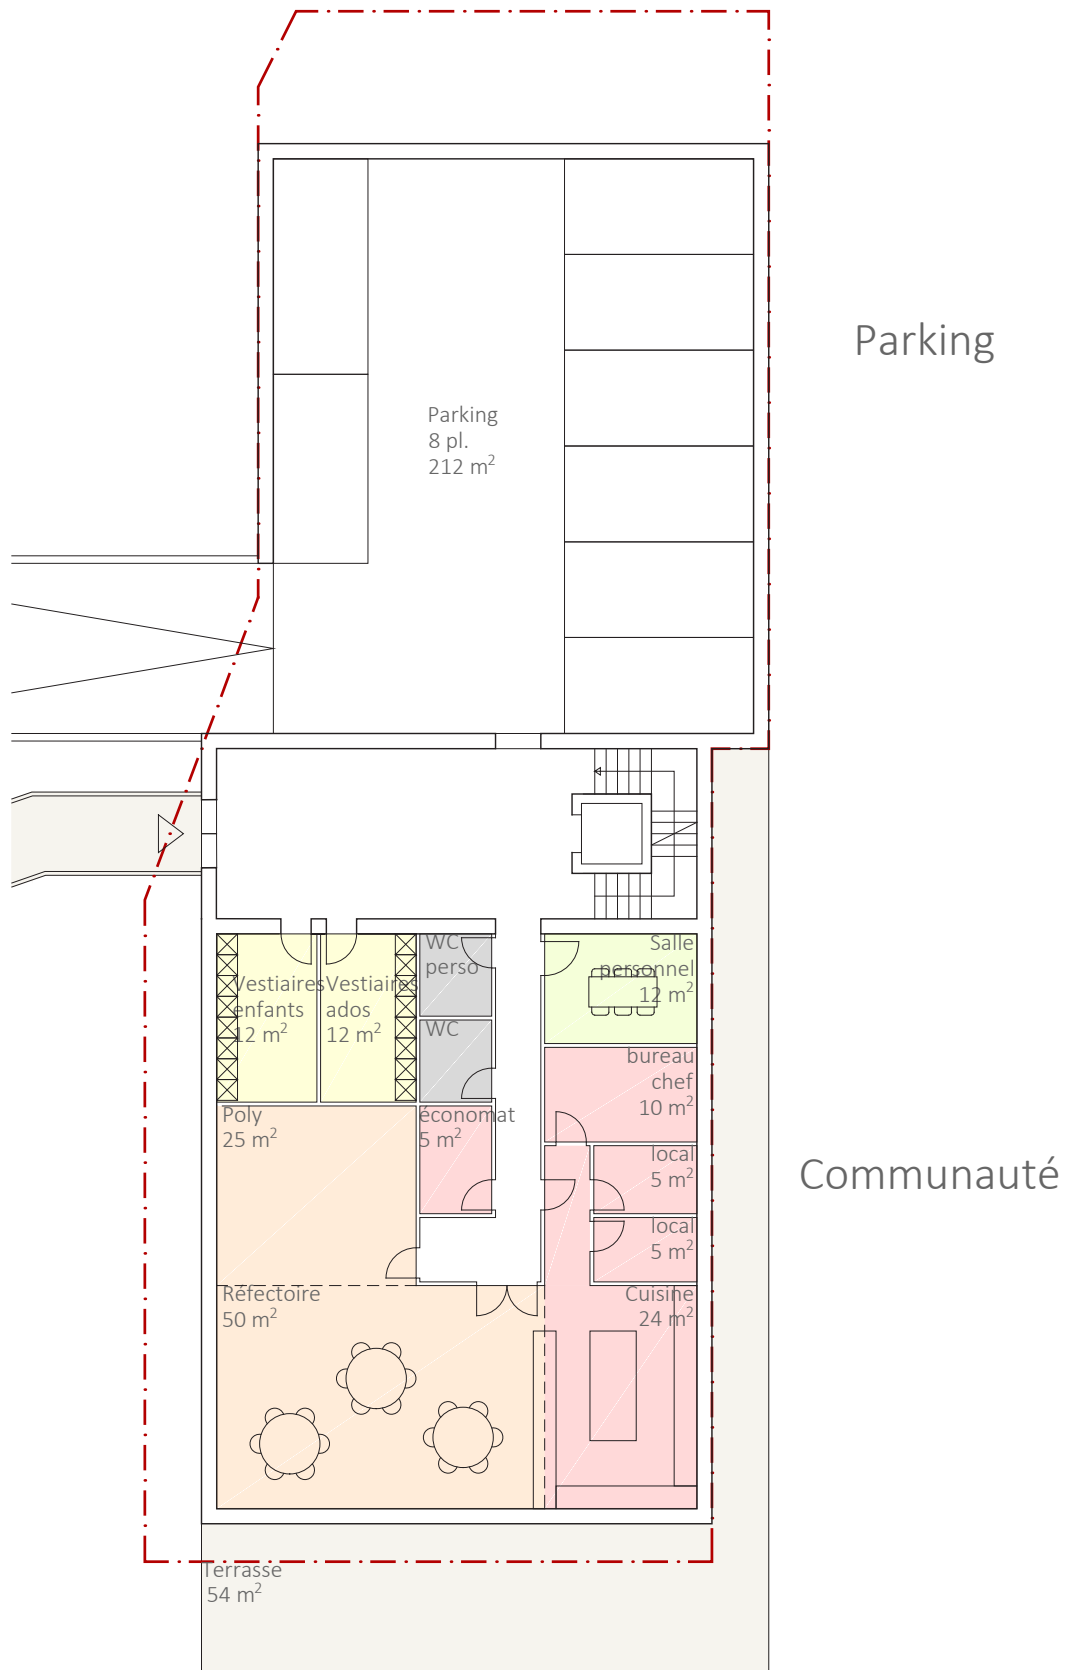 Parking
Parking
8 pl.
212 m²
WC
perso
Salle
personnel
12 m²
Vestiaires
enfants
12 m²
Vestiaires
ados
12 m²
WC
bureau
chef
10 m²
Poly
25 m²
économat
5 m²
local
5 m²
Communauté
local
5 m²
Réfectoire
50 m²
Cuisine
24 m²
Terrasse
54 m²